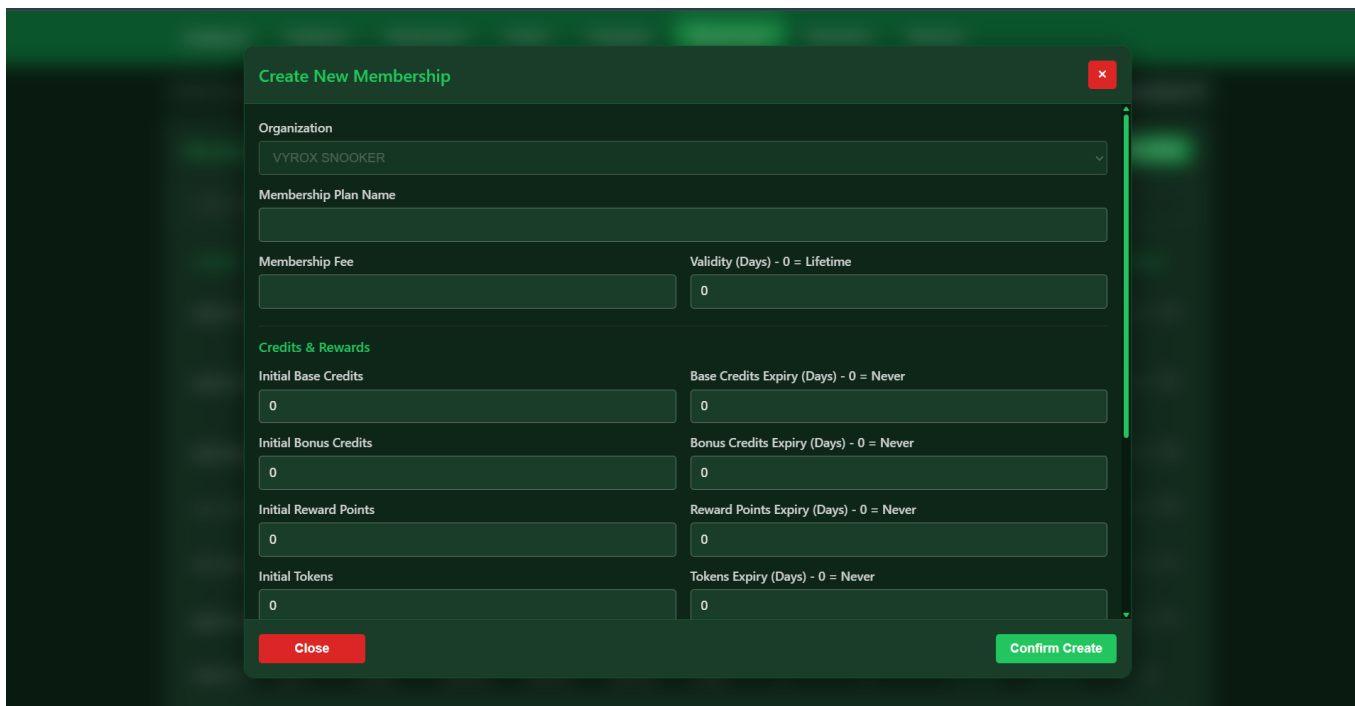 Create New Membership
×
Organization
VYROX SNOOKER
Membership Plan Name
Membership Fee
Validity (Days) - 0 = Lifetime
0
Credits & Rewards
Initial Base Credits
Base Credits Expiry (Days) - 0 = Never
0
0
Initial Bonus Credits
Bonus Credits Expiry (Days) - 0 = Never
0
0
Initial Reward Points
Reward Points Expiry (Days) - 0 = Never
0
0
Initial Tokens
Tokens Expiry (Days) - 0 = Never
0
0
Close
Confirm Create